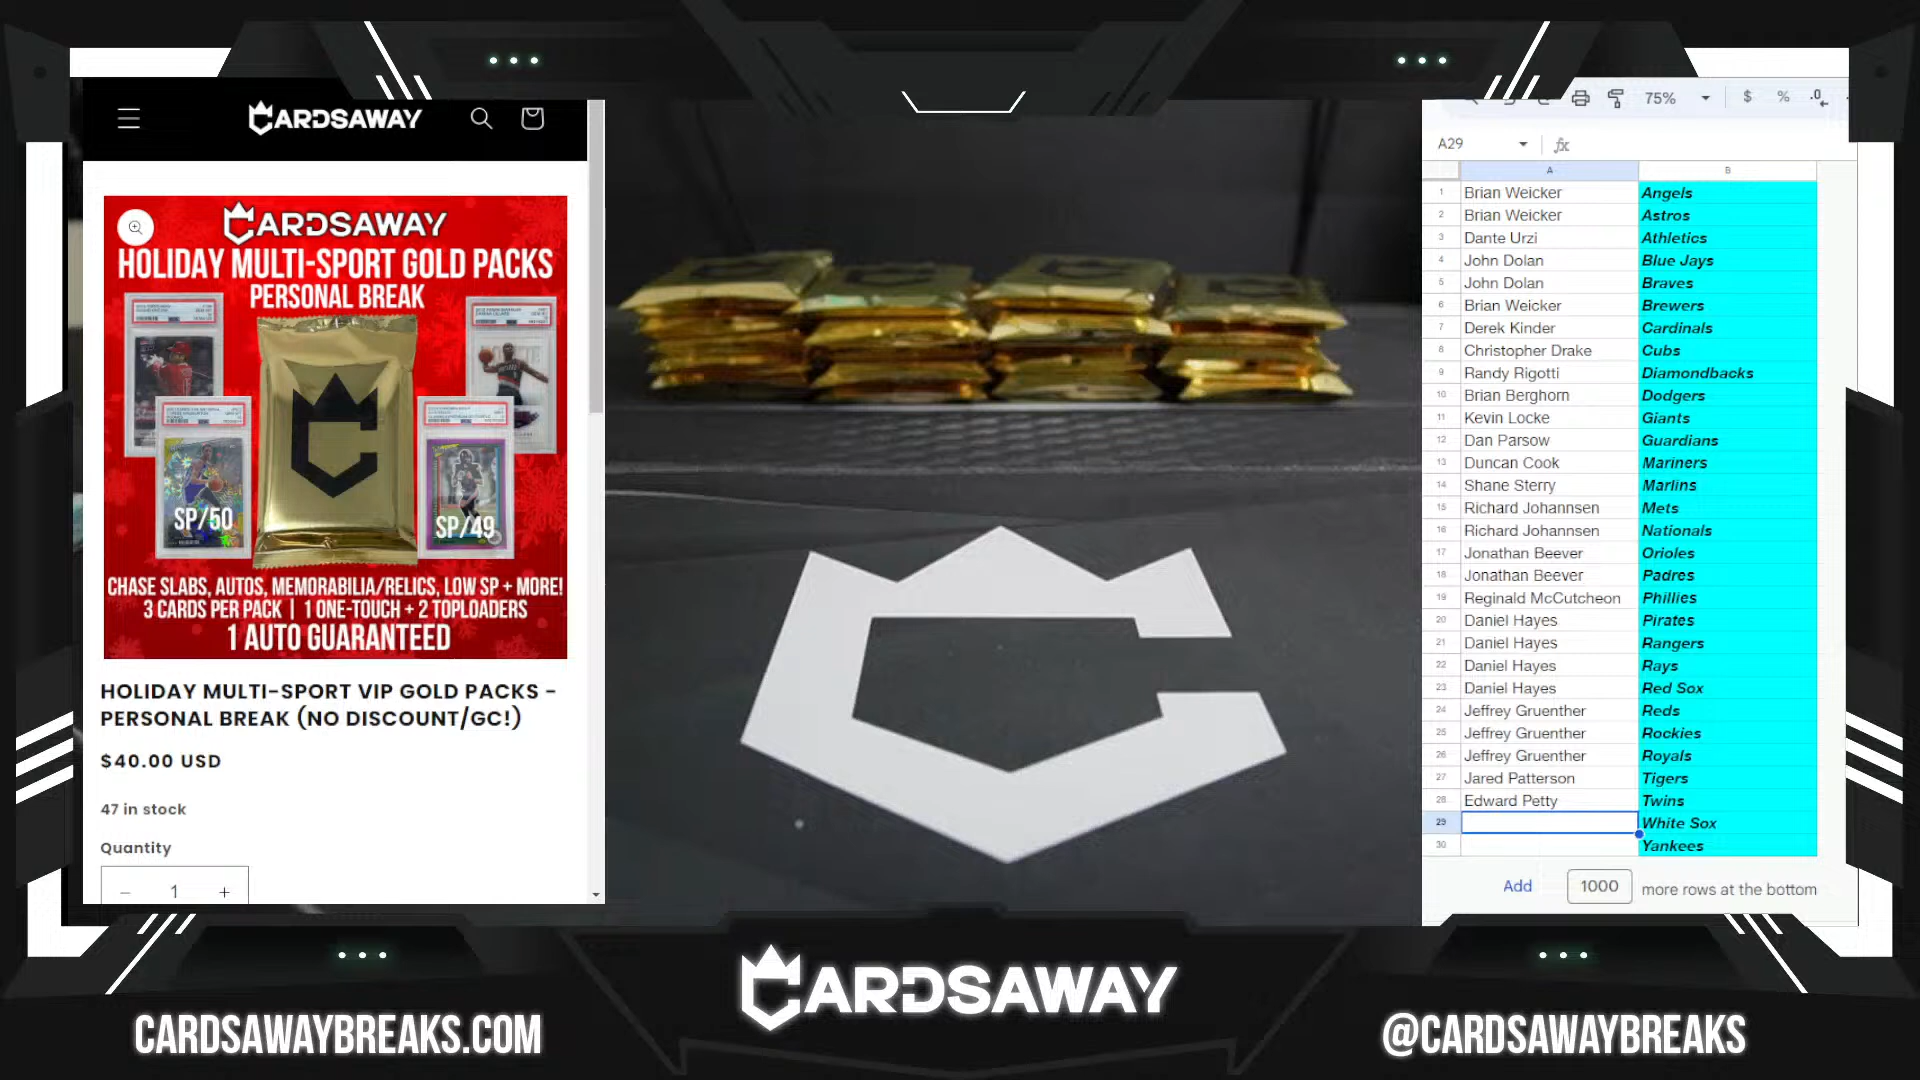 CARDSAWAY
CARDSAWAY
HOLIDAY MULTI-SPORT GOLD PACKS
PERSONAL BREAK
SP/50
SP/49
CHASE SLABS, AUTOS, MEMORABILIA/RELICS, LOW SP + MORE!
3 CARDS PER PACK | 1 ONE-TOUCH + 2 TOPLOADERS
1 AUTO GUARANTEED
HOLIDAY MULTI-SPORT VIP GOLD PACKS -
PERSONAL BREAK (NO DISCOUNT/GC!)
$40.00 USD
47 in stock
Quantity
− 1 +
75% $ % .0
A29 fx
A B
1 Brian Weicker Angels
2 Brian Weicker Astros
3 Dante Urzi Athletics
4 John Dolan Blue Jays
5 John Dolan Braves
6 Brian Weicker Brewers
7 Derek Kinder Cardinals
8 Christopher Drake Cubs
9 Randy Rigotti Diamondbacks
10 Brian Berghorn Dodgers
11 Kevin Locke Giants
12 Dan Parsow Guardians
13 Duncan Cook Mariners
14 Shane Sterry Marlins
15 Richard Johannsen Mets
16 Richard Johannsen Nationals
17 Jonathan Beever Orioles
18 Jonathan Beever Padres
19 Reginald McCutcheon Phillies
20 Daniel Hayes Pirates
21 Daniel Hayes Rangers
22 Daniel Hayes Rays
23 Daniel Hayes Red Sox
24 Jeffrey Gruenther Reds
25 Jeffrey Gruenther Rockies
26 Jeffrey Gruenther Royals
27 Jared Patterson Tigers
28 Edward Petty Twins
29 White Sox
30 Yankees
Add 1000 more rows at the bottom
CARDSAWAY
CARDSAWAYBREAKS.COM
@CARDSAWAYBREAKS